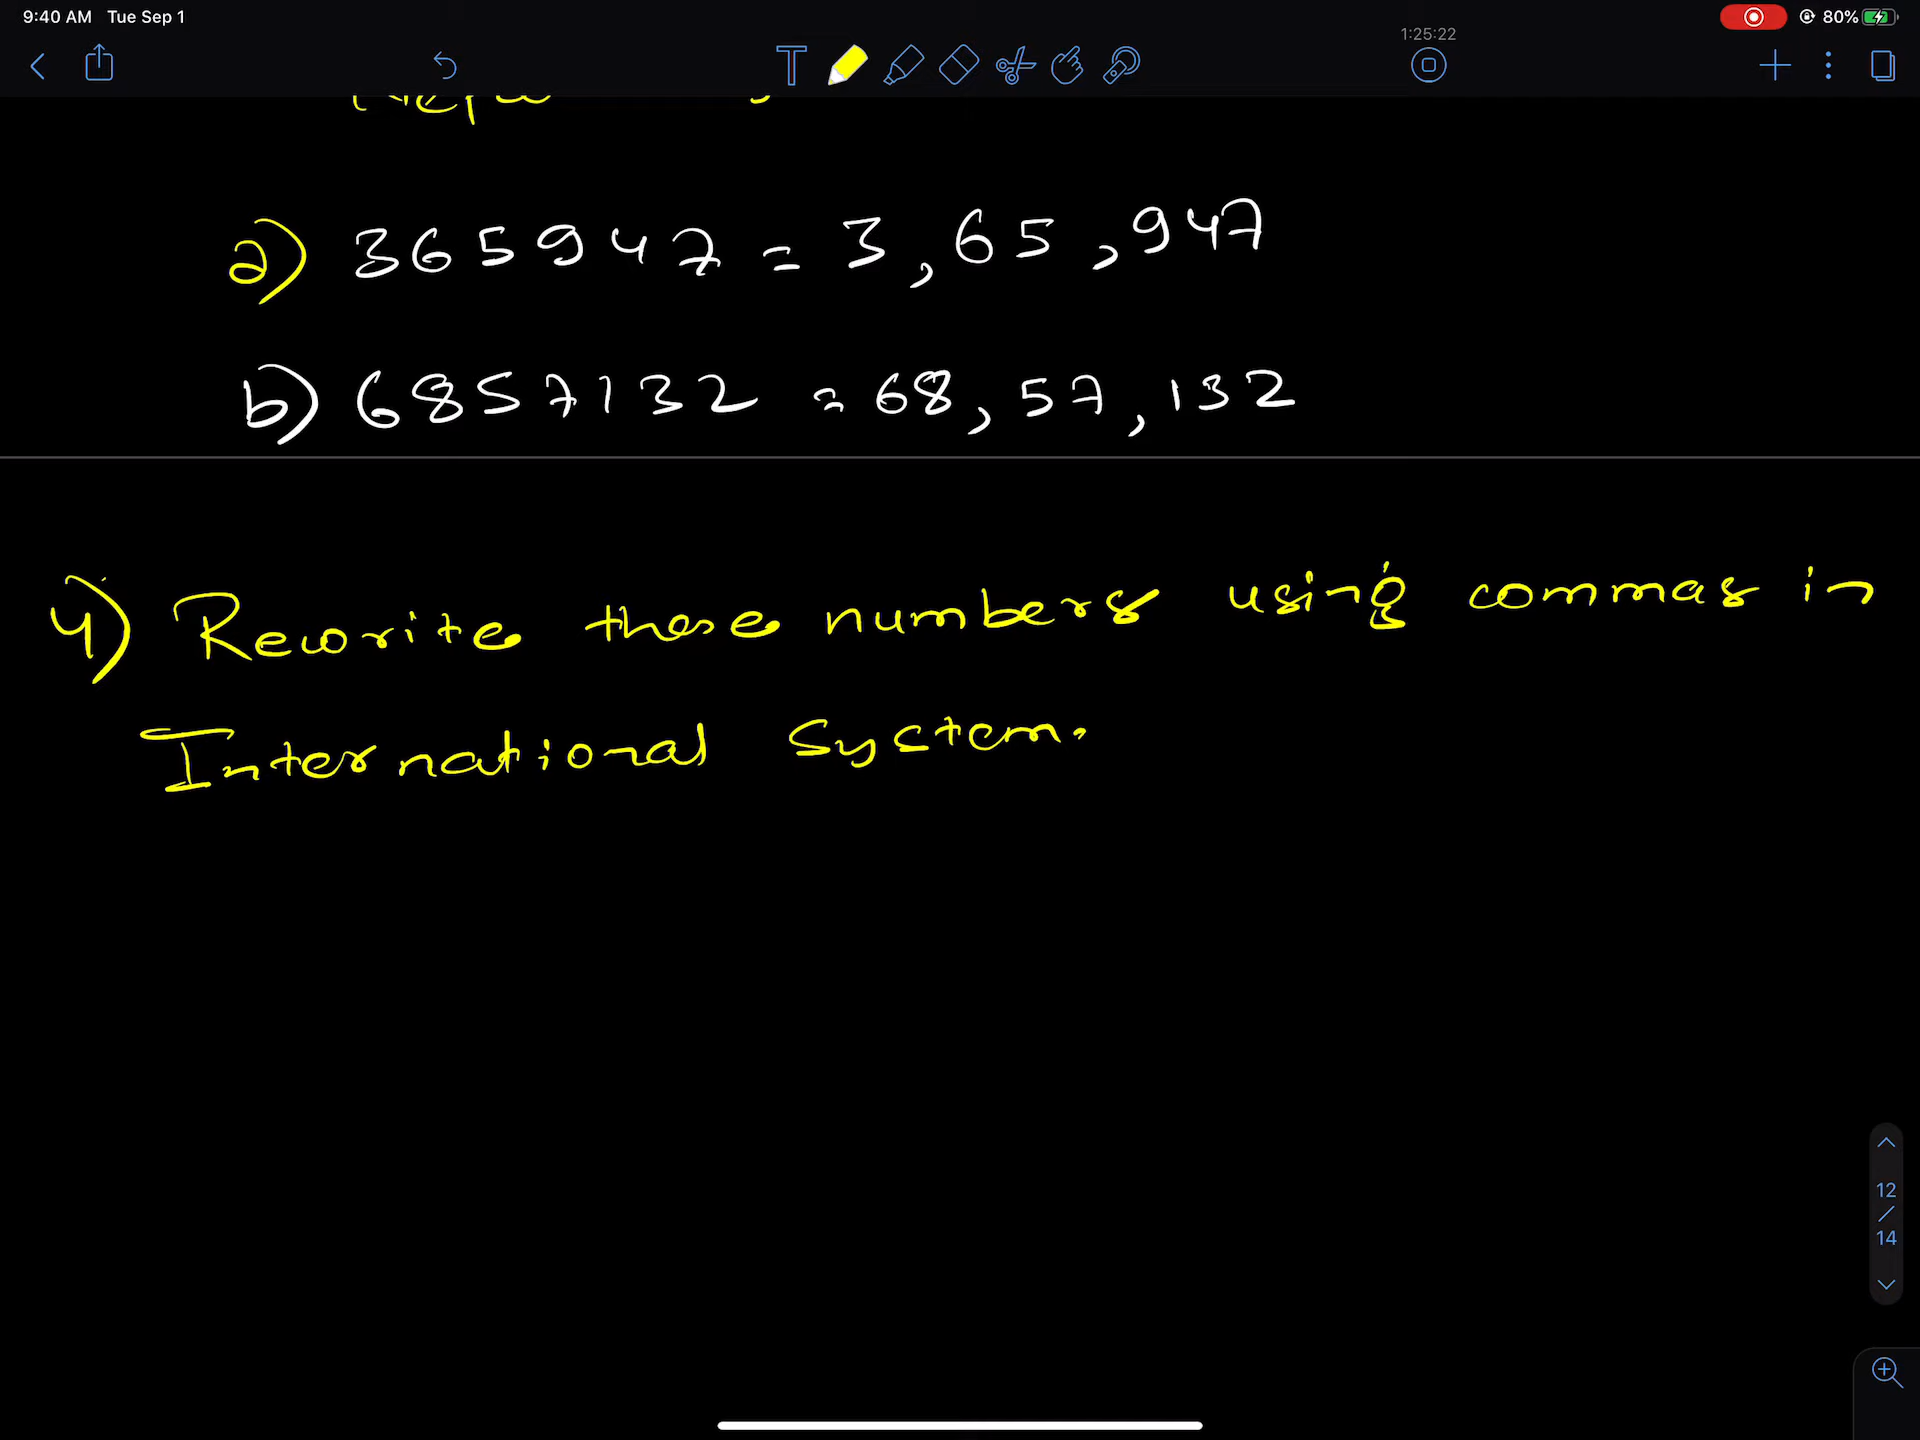 9:40 AM Tue Sep 1
80%
1:25:22
a) 365947 = 3,65,947
b) 6857132 = 68,57,132
4) Rewrite these numbers using commas in
International System.
12
/
14